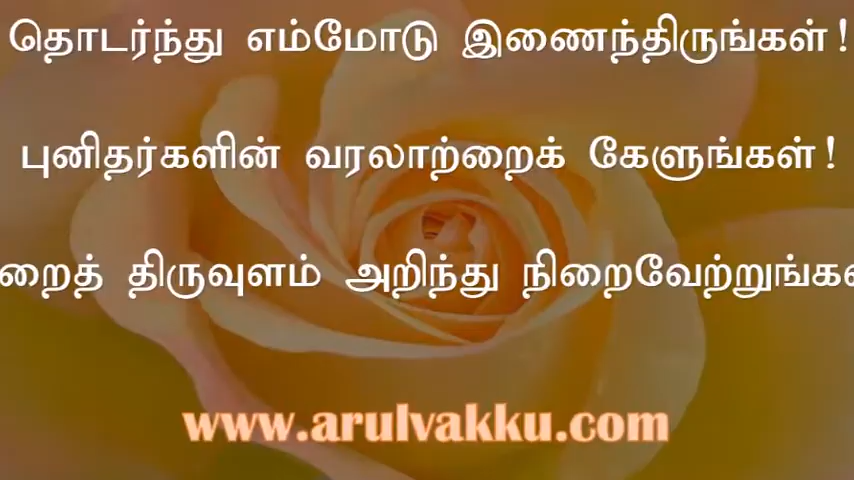 தொடர்ந்து எம்மோடு இணைந்திருங்கள்!
புனிதர்களின் வரலாற்றைக் கேளுங்கள்!
திருவுளம் அறிந்து
www.arulvakku.com